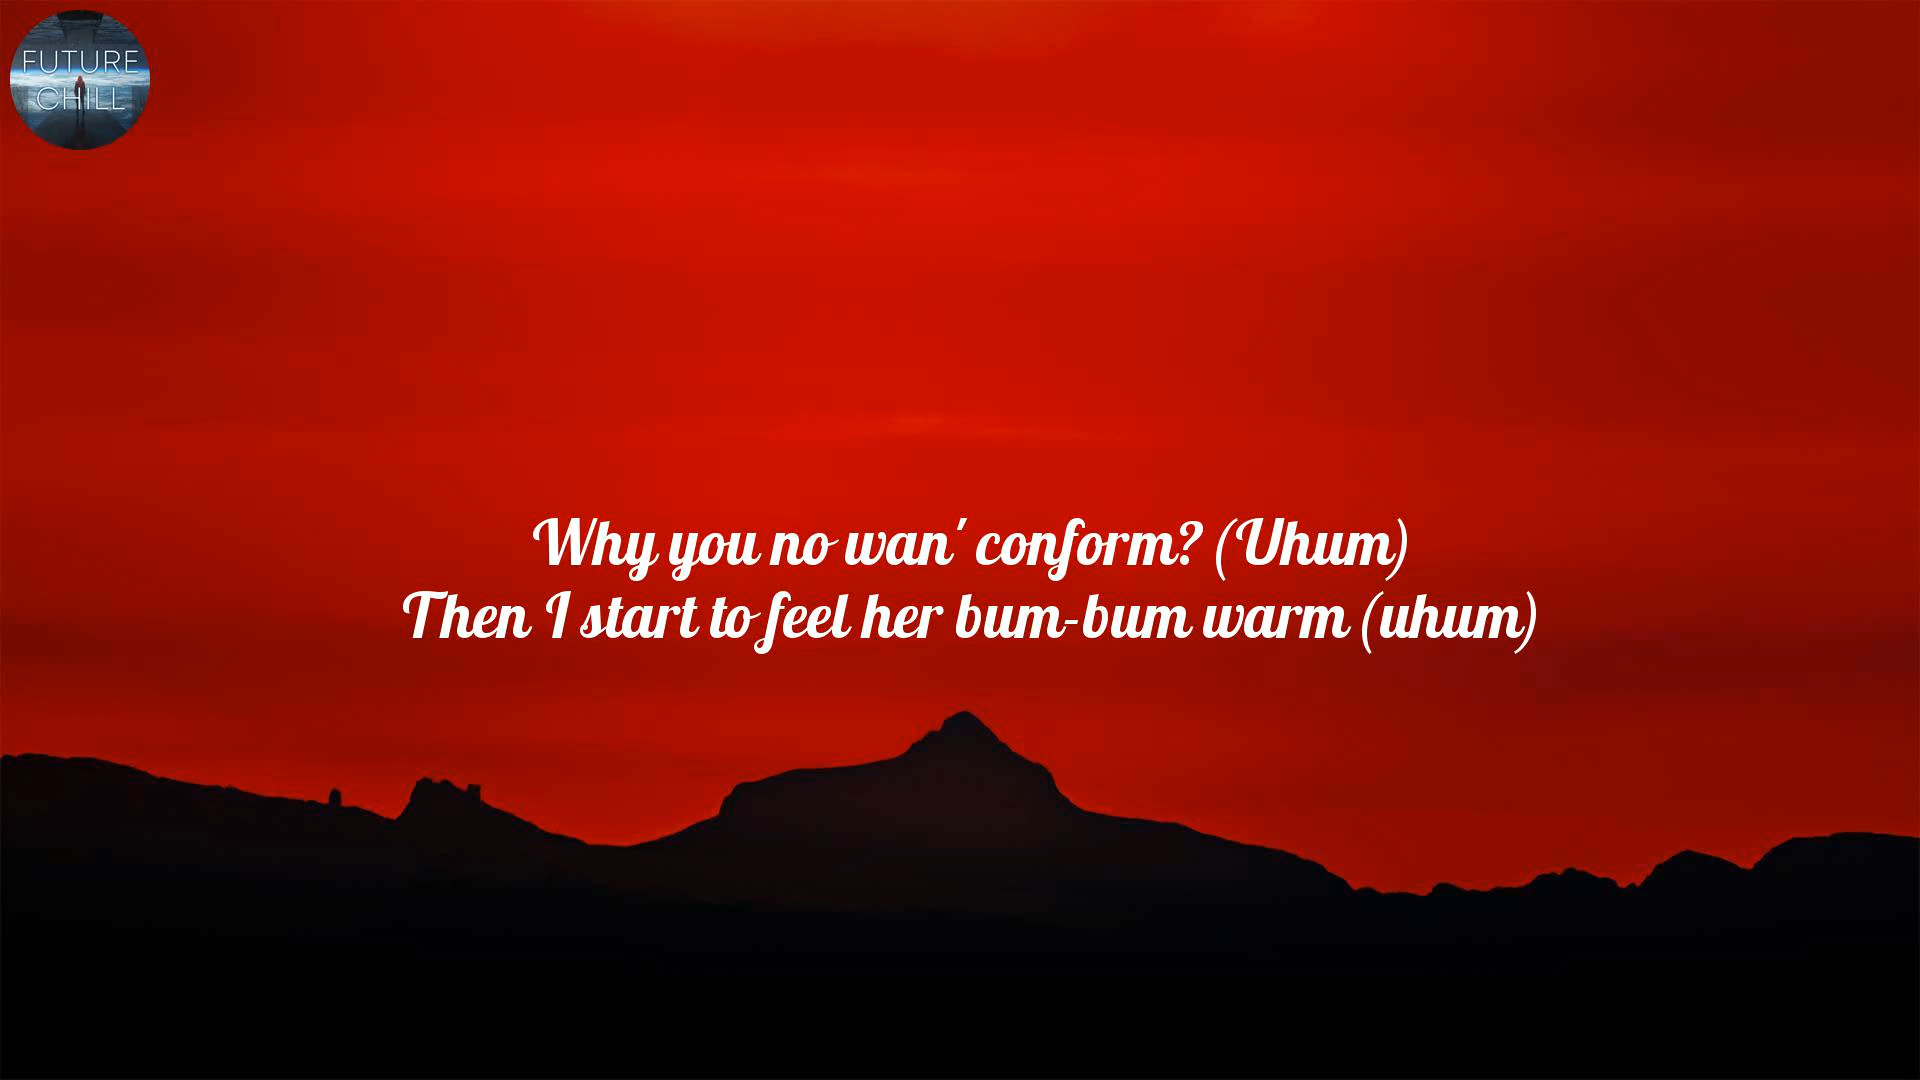 FUTURE
CHILL
Why you no wan' conform? (Uhum)
Then I start to feel her bum-bum warm (uhum)